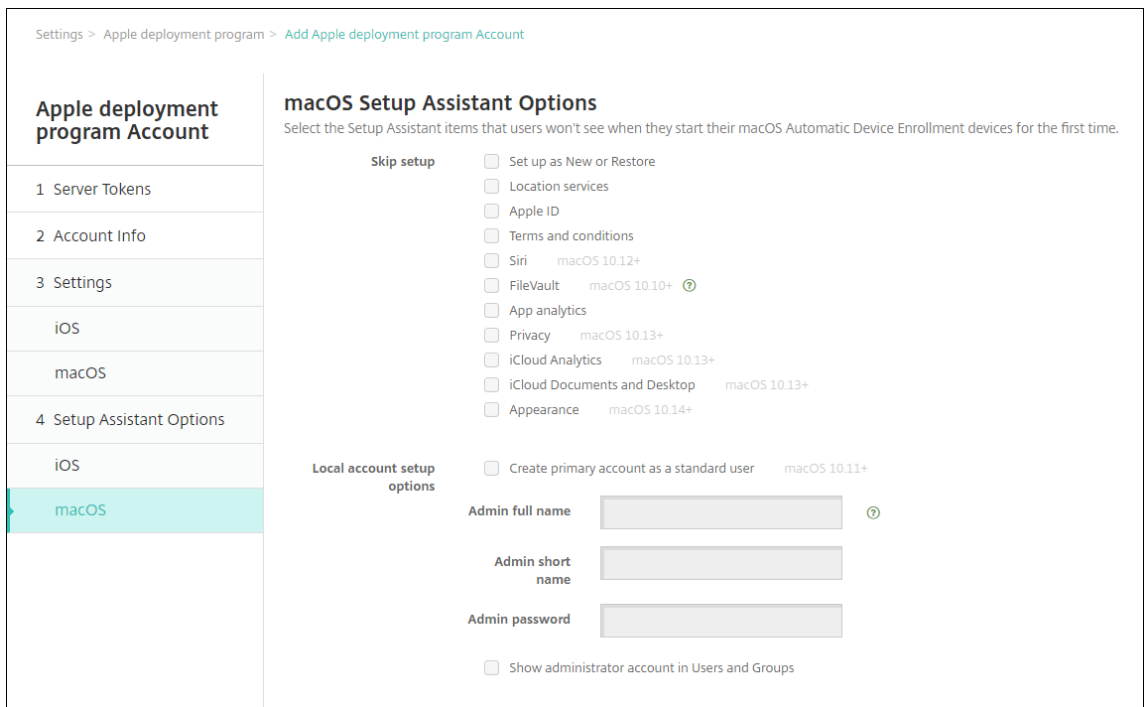 Settings > Apple deployment program > Add Apple deployment program Account
Apple deployment
program Account
1 Server Tokens
2 Account Info
3 Settings
iOS
macOS
4 Setup Assistant Options
iOS
macOS
macOS Setup Assistant Options
Select the Setup Assistant items that users won't see when they start their macOS Automatic Device Enrollment devices for the first time.
Skip setup
Set up as New or Restore
Location services
Apple ID
Terms and conditions
Siri macOS 10.12+
FileVault macOS 10.10+ ?
App analytics
Privacy macOS 10.13+
iCloud Analytics macOS 10.13+
iCloud Documents and Desktop macOS 10.13+
Appearance macOS 10.14+
Local account setup
options
Create primary account as a standard user macOS 10.11+
Admin full name ?
Admin short
name
Admin password
Show administrator account in Users and Groups